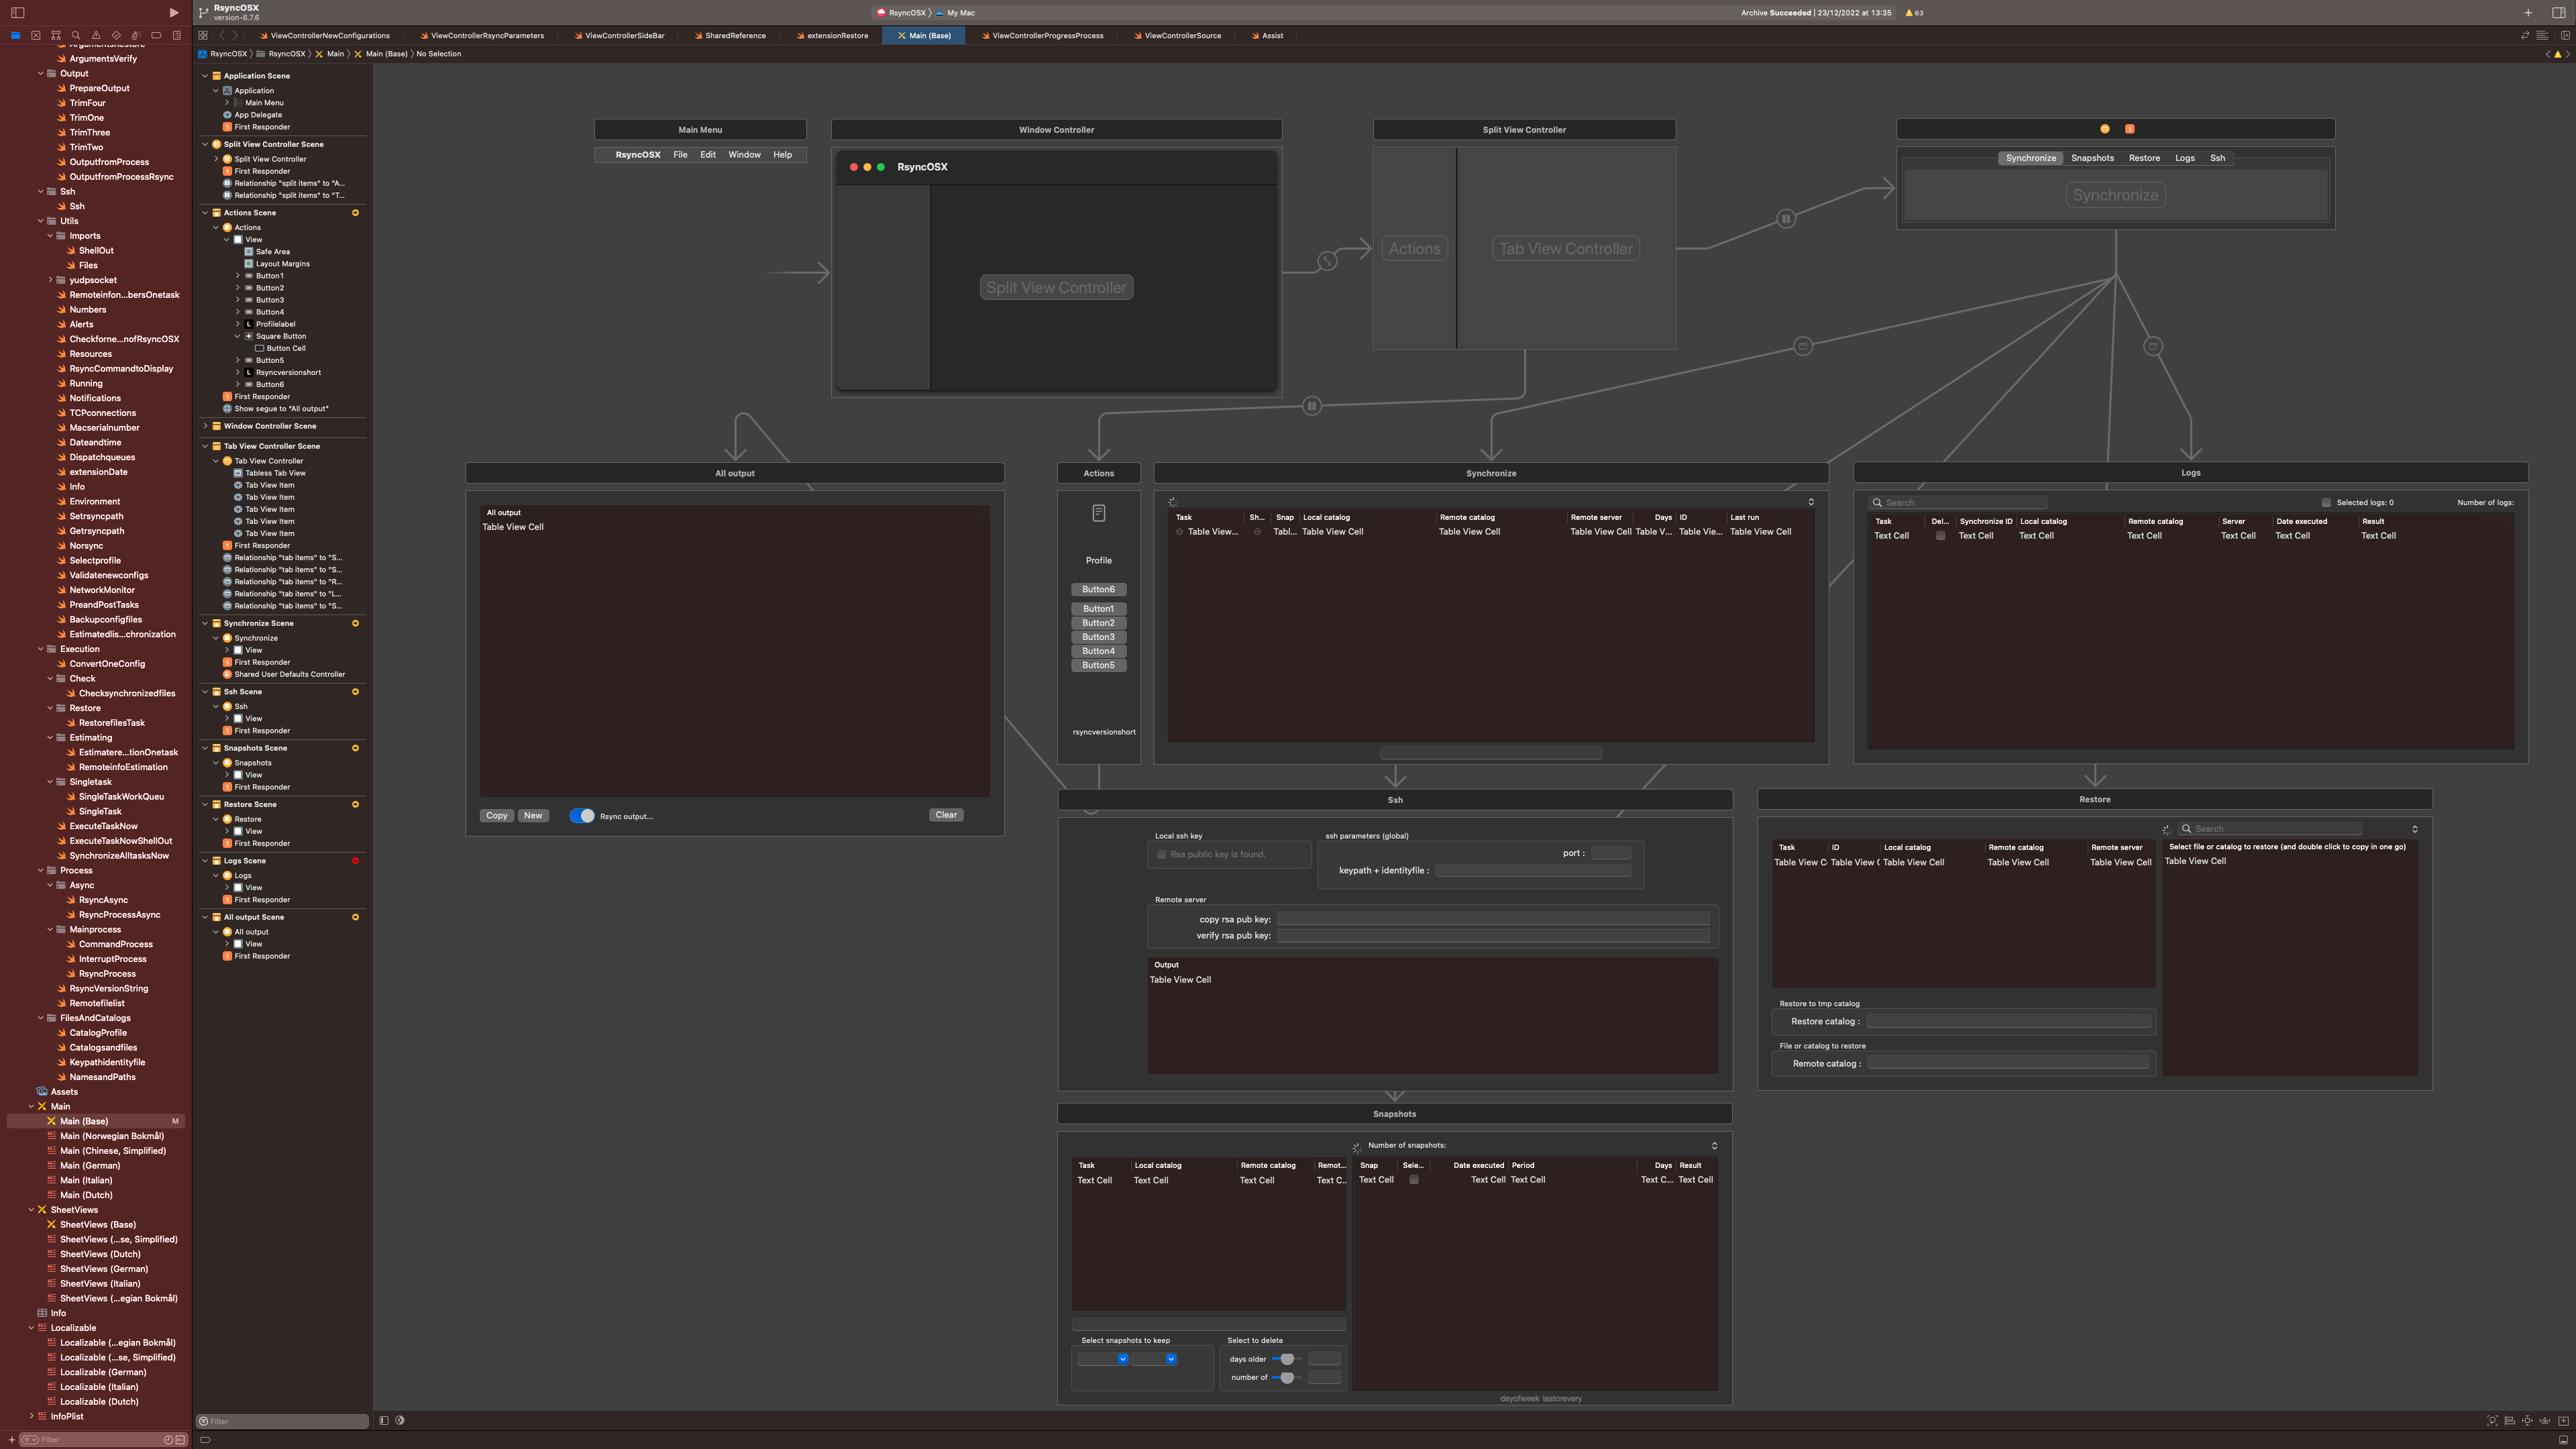 RsyncOSX
version-6.7.6
RsyncOSX
My Mac
Archive Succeeded | 23/12/2022 at 13:35
63
ViewControllerNewConfigurations
ViewControllerRsyncParameters
ViewControllerSideBar
SharedReference
extensionRestore
Main (Base)
ViewControllerProgressProcess
ViewControllerSource
Assist
RsyncOSX
RsyncOSX
Main
Main (Base)
No Selection
ArgumentsRestore
ArgumentsVerify
Output
PrepareOutput
TrimFour
TrimOne
TrimThree
TrimTwo
OutputfromProcess
OutputfromProcessRsync
Ssh
Ssh
Utils
Imports
ShellOut
Files
yudpsocket
Remoteinfon...bersOnetask
Numbers
Alerts
Checkforne...nofRsyncOSX
Resources
RsyncCommandtoDisplay
Running
Notifications
TCPconnections
Macserialnumber
Dateandtime
Dispatchqueues
extensionDate
Info
Environment
Setrsyncpath
Getrsyncpath
Norsync
Selectprofile
Validatenewconfigs
NetworkMonitor
PreandPostTasks
Backupconfigfiles
Estimatedlis...chronization
Execution
ConvertOneConfig
Check
Checksynchronizedfiles
Restore
RestorefilesTask
Estimating
Estimatere...tionOnetask
RemoteinfoEstimation
Singletask
SingleTaskWorkQueu
SingleTask
ExecuteTaskNow
ExecuteTaskNowShellOut
SynchronizeAlltasksNow
Process
Async
RsyncAsync
RsyncProcessAsync
Mainprocess
CommandProcess
InterruptProcess
RsyncProcess
RsyncVersionString
Remotefilelist
FilesAndCatalogs
CatalogProfile
Catalogsandfiles
Keypathidentityfile
NamesandPaths
Assets
Main
Main (Base) M
Main (Norwegian Bokmål)
Main (Chinese, Simplified)
Main (German)
Main (Italian)
Main (Dutch)
SheetViews
SheetViews (Base)
SheetViews (...se, Simplified)
SheetViews (Dutch)
SheetViews (German)
SheetViews (Italian)
SheetViews (...egian Bokmål)
Info
Localizable
Localizable (...egian Bokmål)
Localizable (...se, Simplified)
Localizable (German)
Localizable (Italian)
Localizable (Dutch)
InfoPlist
Filter
Application Scene
Application
Main Menu
App Delegate
First Responder
Split View Controller Scene
Split View Controller
First Responder
Relationship "split items" to "A...
Relationship "split items" to "T...
Actions Scene
Actions
View
Safe Area
Layout Margins
Button1
Button2
Button3
Button4
L Profilelabel
Square Button
Button Cell
Button5
L Rsyncversionshort
Button6
First Responder
Show segue to "All output"
Window Controller Scene
Tab View Controller Scene
Tab View Controller
Tabless Tab View
Tab View Item
Tab View Item
Tab View Item
Tab View Item
Tab View Item
First Responder
Relationship "tab items" to "S...
Relationship "tab items" to "S...
Relationship "tab items" to "R...
Relationship "tab items" to "L...
Relationship "tab items" to "S...
Synchronize Scene
Synchronize
View
First Responder
Shared User Defaults Controller
Ssh Scene
Ssh
View
First Responder
Snapshots Scene
Snapshots
View
First Responder
Restore Scene
Restore
View
First Responder
Logs Scene
Logs
View
First Responder
All output Scene
All output
View
First Responder
Filter
Main Menu
RsyncOSX File Edit Window Help
Window Controller
RsyncOSX
Split View Controller
Split View Controller
Actions
Tab View Controller
Synchronize Snapshots Restore Logs Ssh
Synchronize
All output
All output
Table View Cell
Copy New Rsync output... Clear
Actions
Profile
Button6
Button1
Button2
Button3
Button4
Button5
rsyncversionshort
Synchronize
Task Sh... Snap Local catalog Remote catalog Remote server Days ID Last run
Table View... Tabl... Table View Cell Table View Cell Table View Cell Table V... Table Vie... Table View Cell
Logs
Search Selected logs: 0 Number of logs:
Task Del... Synchronize ID Local catalog Remote catalog Server Date executed Result
Text Cell Text Cell Text Cell Text Cell Text Cell Text Cell Text Cell
Ssh
Local ssh key
Rsa public key is found.
ssh parameters (global)
port :
keypath + identityfile :
Remote server
copy rsa pub key:
verify rsa pub key:
Output
Table View Cell
Restore
Search
Task ID Local catalog Remote catalog Remote server
Table View C Table View ( Table View Cell Table View Cell Table View Cell
Select file or catalog to restore (and double click to copy in one go)
Table View Cell
Restore to tmp catalog
Restore catalog :
File or catalog to restore
Remote catalog :
Snapshots
Number of snapshots:
Task Local catalog Remote catalog Remot...
Text Cell Text Cell Text Cell Text C...
Snap Sele... Date executed Period Days Result
Text Cell Text Cell Text Cell Text C... Text Cell
Select snapshots to keep
Select to delete
days older
number of
dayofweek lastorevery